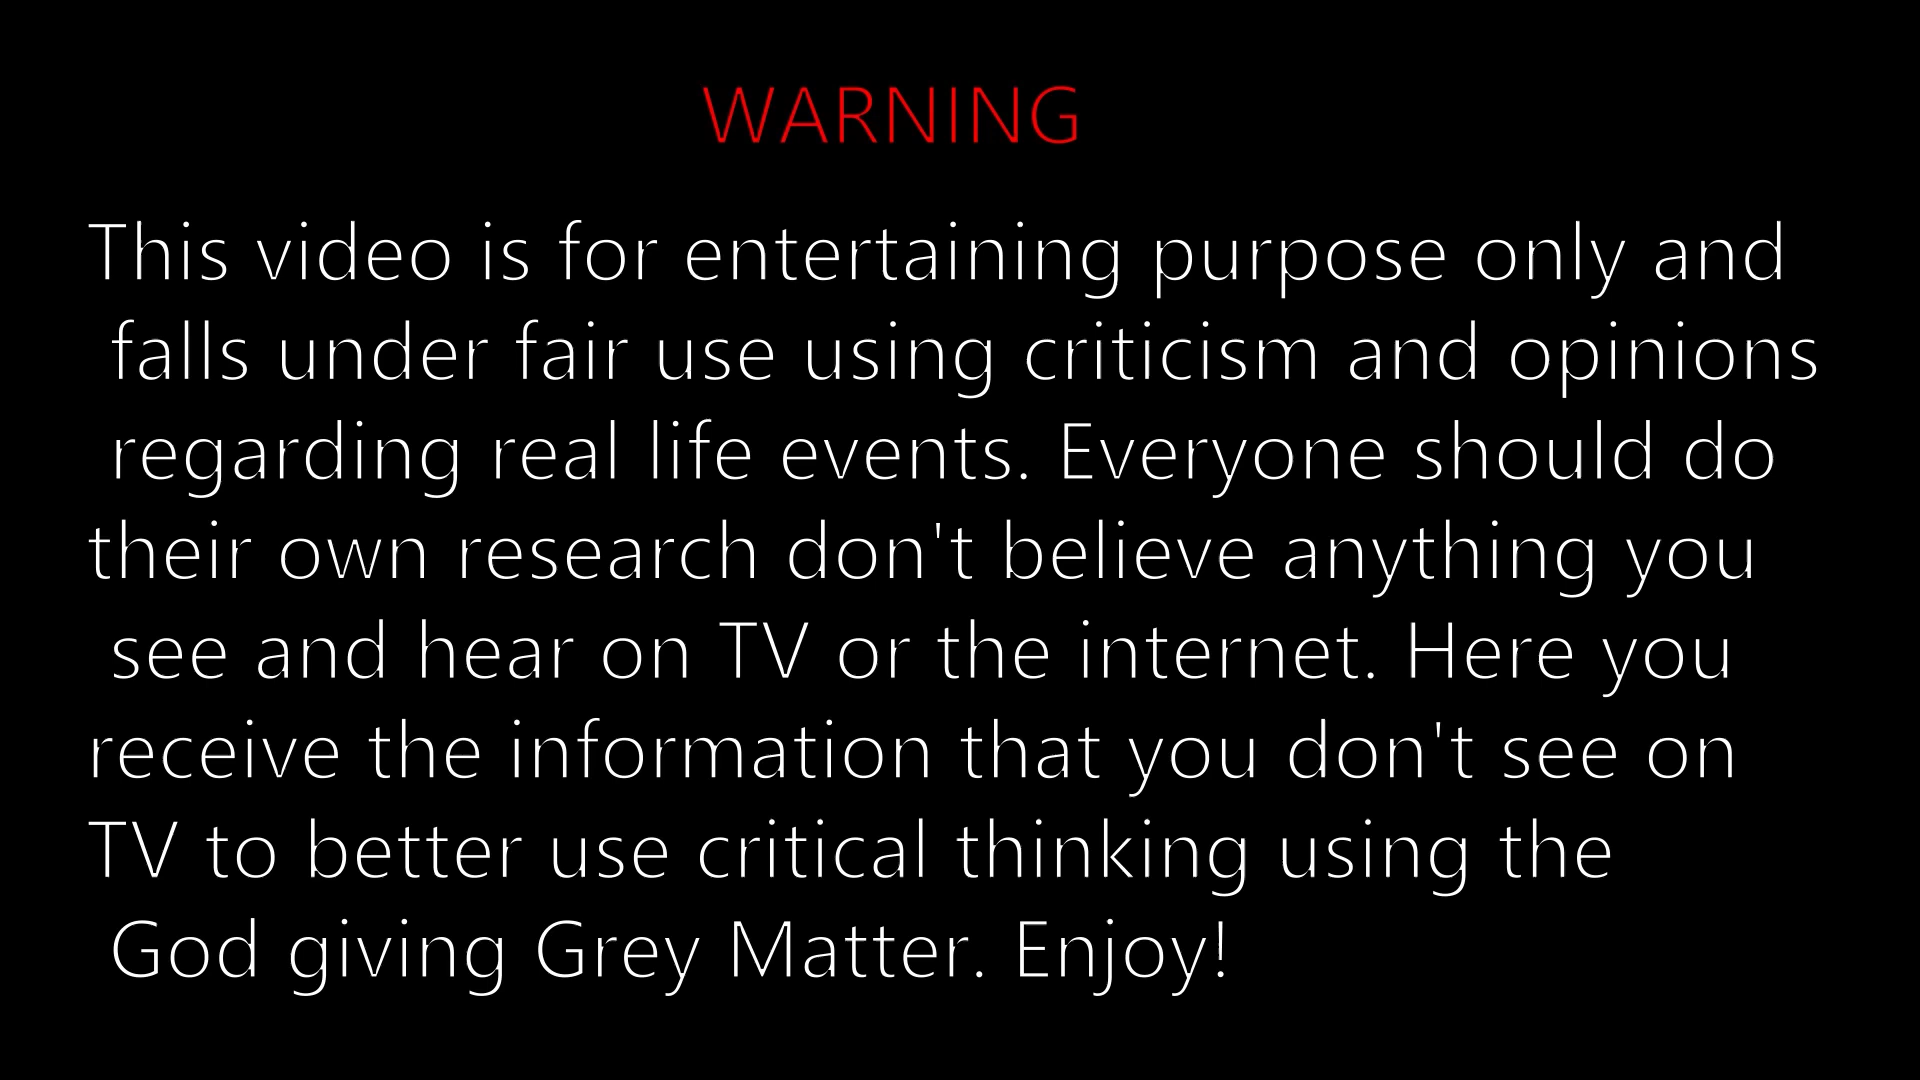 WARNING
This video is for entertaining purpose only and
falls under fair use using criticism and opinions
regarding real life events. Everyone should do
their own research don't believe anything you
see and hear on TV or the internet. Here you
receive the information that you don't see on
TV to better use critical thinking using the
God giving Grey Matter. Enjoy!